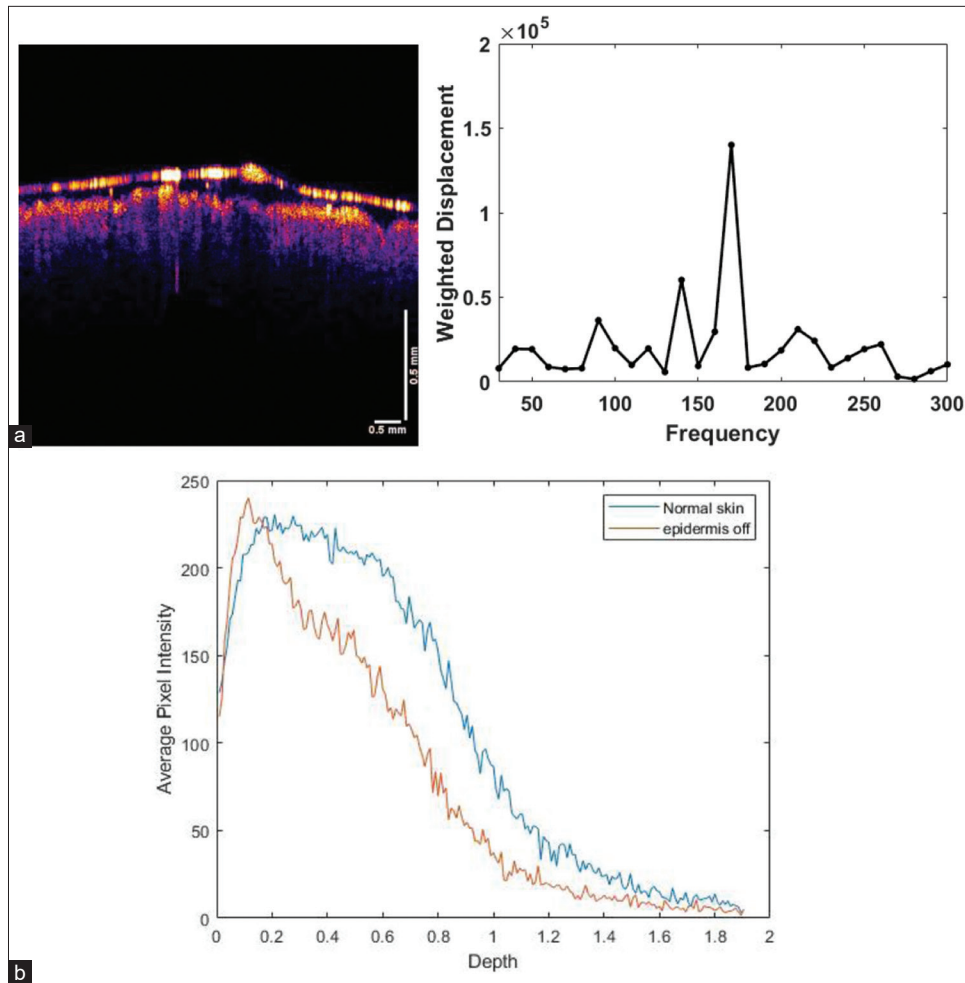 0.5 mm
0.5 mm
a
×10⁵
2
1.5
1
0.5
0
50 100 150 200 250 300
Weighted Displacement
Frequency
250
200
150
100
50
0
0 0.2 0.4 0.6 0.8 1 1.2 1.4 1.6 1.8 2
Average Pixel Intensity
Depth
Normal skin
epidermis off
b